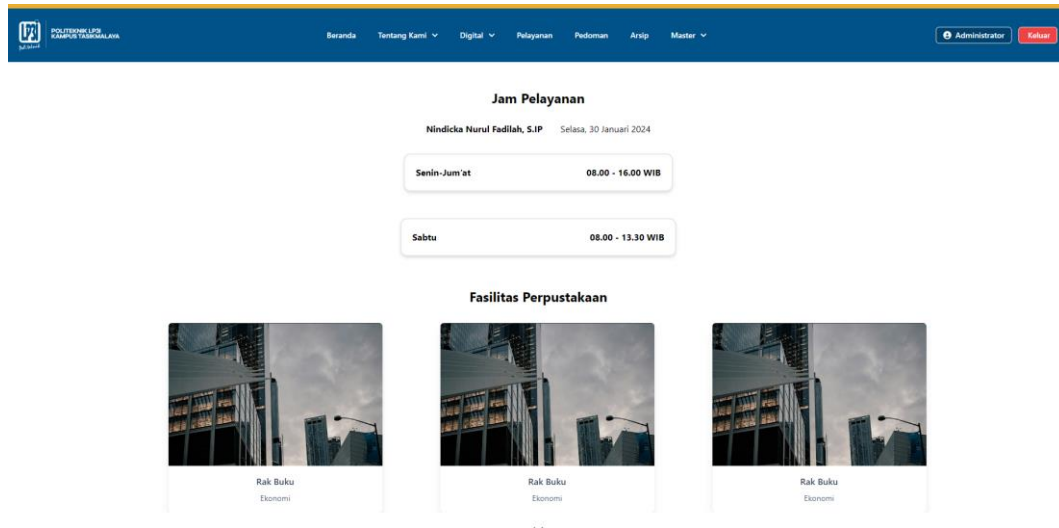 POLITEKNIK LP3I
KAMPUS TASIKMALAYA
Beranda Tentang Kami Digital Pelayanan Pedoman Arsip Master Administrator Keluar
Jam Pelayanan
Nindicka Nurul Fadilah, S.IP Selasa, 30 Januari 2024
Senin-Jum'at 08.00 - 16.00 WIB
Sabtu 08.00 - 13.30 WIB
Fasilitas Perpustakaan
Rak Buku Rak Buku Rak Buku
Ekonomi Ekonomi Ekonomi